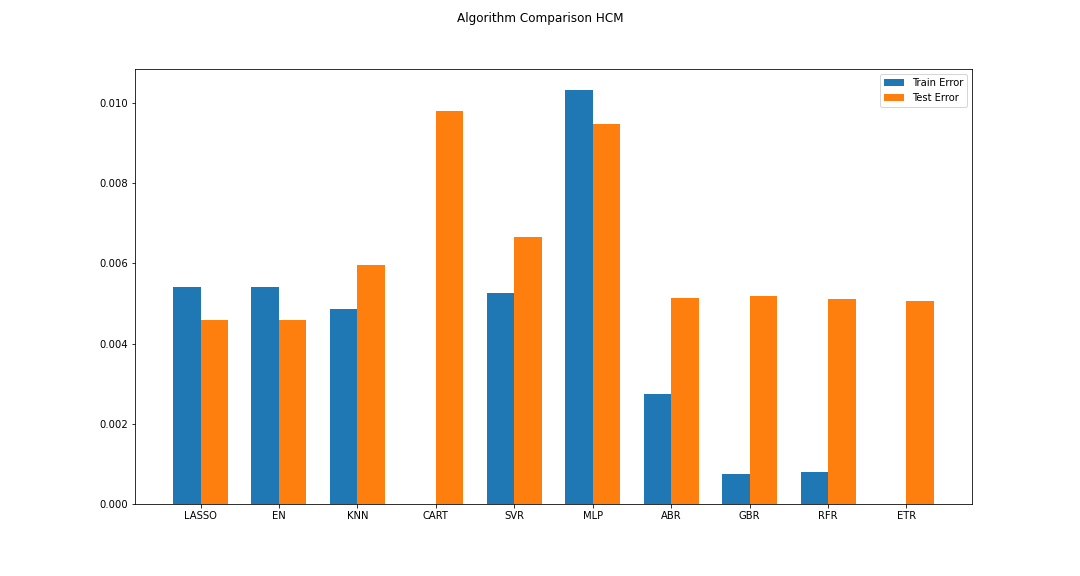 Algorithm Comparison HCM
Train Error
Test Error
0.010
0.008
0.006
0.004
0.002
0.000
LASSO EN KNN CART SVR MLP ABR GBR RFR ETR